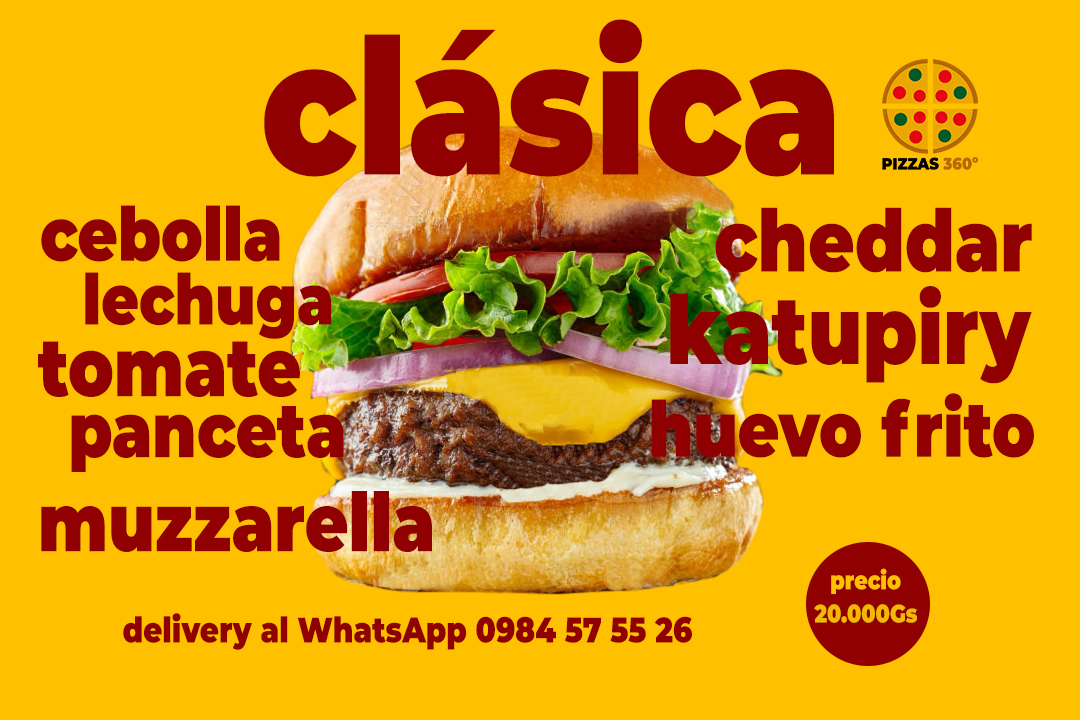 clásica
PIZZAS 360°
cebolla
lechuga
tomate
panceta
muzzarella
cheddar
katupiry
huevo frito
delivery al WhatsApp 0984 57 55 26
precio
20.000Gs